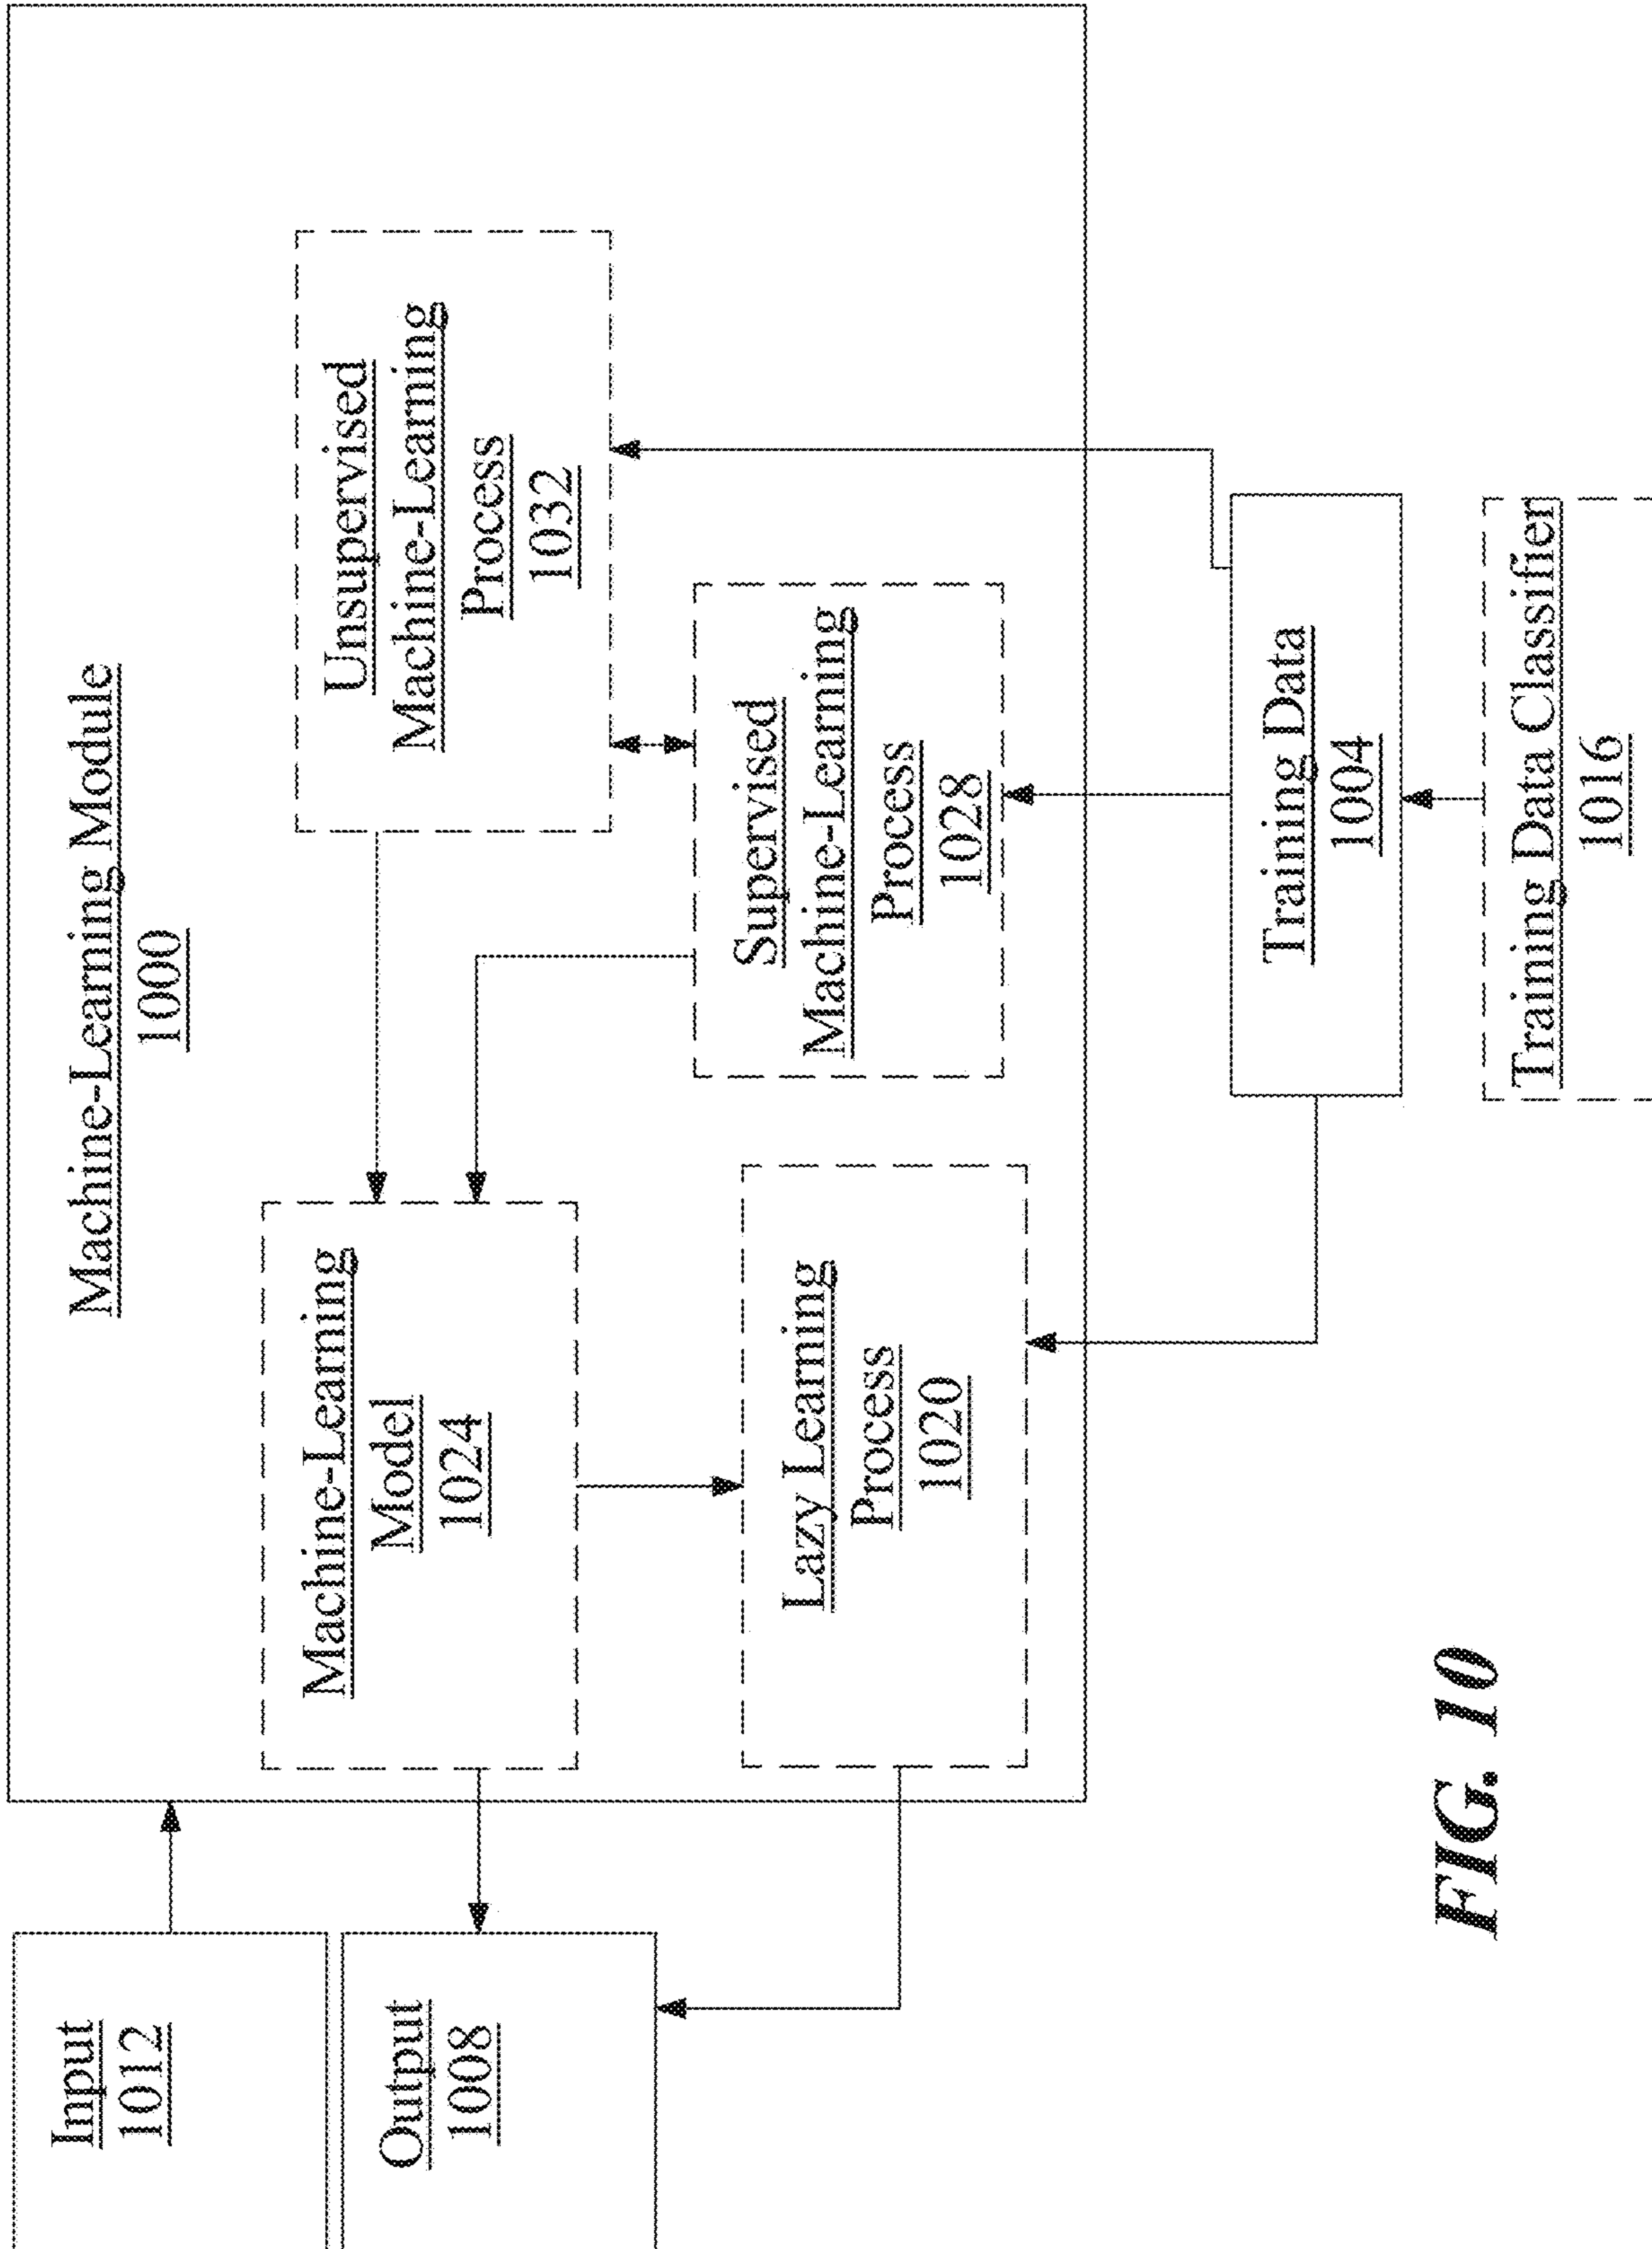 Machine-Learning Module
1000
Input
1012
Output
1008
Machine-Learning
Model
1024
Unsupervised
Machine-Learning
Process
1032
Lazy Learning
Process
1020
Supervised
Machine-Learning
Process
1028
Training Data
1004
Training Data Classifier
1016
FIG. 10